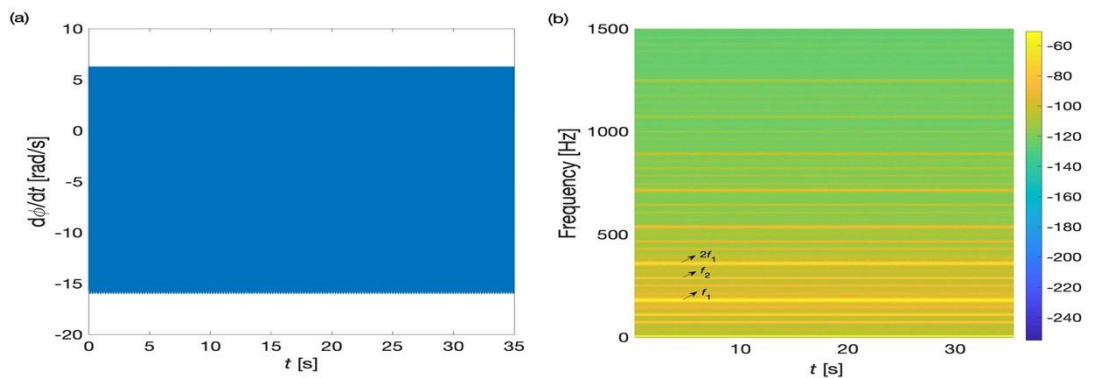 (a)
10
5
0
-5
-10
-15
-20
dϕ/dt [rad/s]
0 5 10 15 20 25 30 35
t [s]
(b)
1500
1000
500
0
Frequency [Hz]
2f₁
f₂
f₁
10 20 30
t [s]
-60
-80
-100
-120
-140
-160
-180
-200
-220
-240